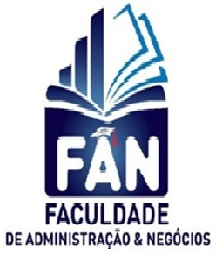 FAN
FACULDADE
DE ADMINISTRAÇÃO & NEGÓCIOS